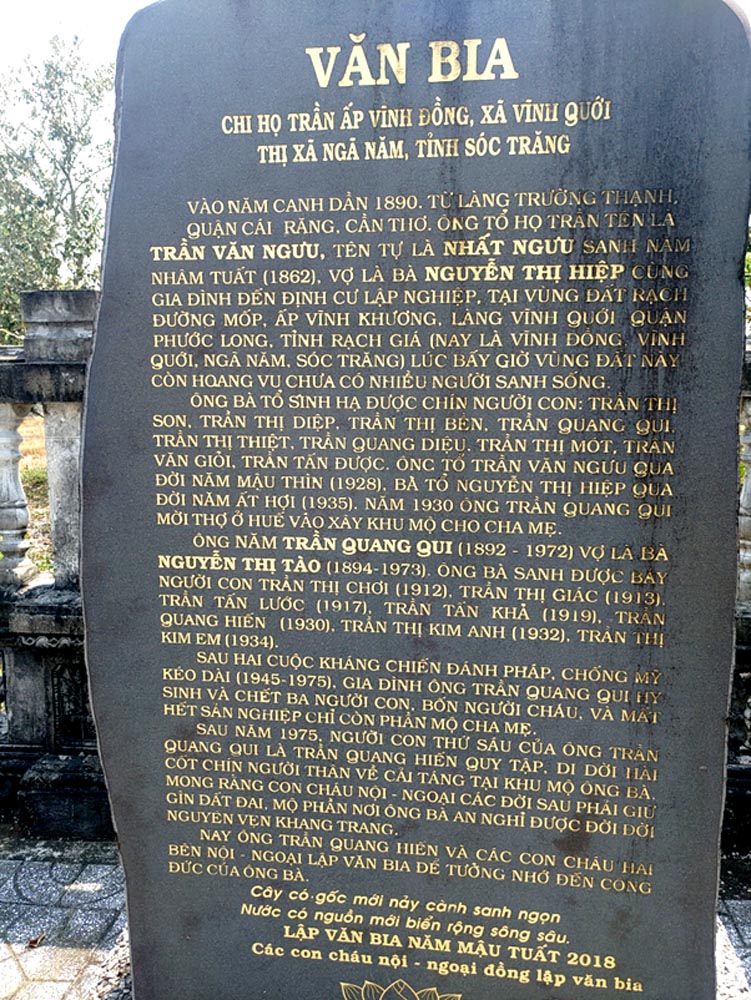 VĂN BIA
CHI HỌ TRẦN ẤP VĨNH ĐỒNG, XÃ VĨNH QUỚI
THỊ XÃ NGÃ NĂM, TỈNH SÓC TRĂNG
VÀO NĂM CANH DẦN 1890. TỪ LÀNG TRƯỜNG THẠNH,
QUẬN CÁI RĂNG, CẦN THƠ. ÔNG TỔ HỌ TRẦN TÊN LÀ
TRẦN VĂN NGƯU, TÊN TỰ LÀ NHẤT NGƯU SANH NĂM
NHÂM TUẤT (1862), VỢ LÀ BÀ NGUYỄN THỊ HIỆP CÙNG
GIA ĐÌNH ĐẾN ĐỊNH CƯ LẬP NGHIỆP, TẠI VÙNG ĐẤT RẠCH
ĐƯỜNG MỐP, ẤP VĨNH KHƯƠNG, LÀNG VĨNH QUỚI QUẬN
PHƯỚC LONG, TỈNH RẠCH GIÁ (NAY LÀ VĨNH ĐỒNG, VĨNH
QUỚI, NGÃ NĂM, SÓC TRĂNG) LÚC BẤY GIỜ VÙNG ĐẤT NÀY
CÒN HOANG VU CHƯA CÓ NHIỀU NGƯỜI SANH SỐNG.
ÔNG BÀ TỔ SINH HẠ ĐƯỢC CHÍN NGƯỜI CON: TRẦN THỊ
SON, TRẦN THỊ DIỆP, TRẦN THỊ BÊN, TRẦN QUANG QUI,
TRẦN THỊ THIỆT, TRẦN QUANG DIỆU, TRẦN THỊ MÓT, TRẦN
VĂN GIỎI, TRẦN TẤN ĐƯỢC. ÔNG TỔ TRẦN VĂN NGƯU QUA
ĐỜI NĂM MẬU THÌN (1928), BÀ TỔ NGUYỄN THỊ HIỆP QUA
ĐỜI NĂM ẤT HỢI (1935). NĂM 1930 ÔNG TRẦN QUANG QUI
MỜI THỢ Ở HUẾ VÀO XÂY KHU MỘ CHO CHA MẸ.
ÔNG NĂM TRẦN QUANG QUI (1892 - 1972) VỢ LÀ BÀ
NGUYỄN THỊ TÀO (1894-1973). ÔNG BÀ SANH ĐƯỢC BẢY
NGƯỜI CON TRẦN THỊ CHƠI (1912), TRẦN THỊ GIÁC (1913),
TRẦN TẤN LƯỚC (1917), TRẦN TẤN KHẢ (1919), TRẦN
QUANG HIẾN (1930), TRẦN THỊ KIM ANH (1932), TRẦN THỊ
KIM EM (1934).
SAU HAI CUỘC KHÁNG CHIẾN ĐÁNH PHÁP, CHỐNG MỸ
KÉO DÀI (1945-1975), GIA ĐÌNH ÔNG TRẦN QUANG QUI HY
SINH VÀ CHẾT BA NGƯỜI CON, BỐN NGƯỜI CHÁU, VÀ MẤT
HẾT SẢN NGHIỆP CHỈ CÒN PHẦN MỘ CHA MẸ.
SAU NĂM 1975, NGƯỜI CON THỨ SÁU CỦA ÔNG TRẦN
QUANG QUI LÀ TRẦN QUANG HIẾN QUY TẬP, DI DỜI HÀI
CỐT CHÍN NGƯỜI THÂN VỀ CẢI TÁNG TẠI KHU MỘ ÔNG BÀ,
MONG RẰNG CON CHÁU NỘI - NGOẠI CÁC ĐỜI SAU PHẢI GIỮ
GÌN ĐẤT ĐAI, MỘ PHẦN NƠI ÔNG BÀ AN NGHỈ ĐƯỢC ĐỜI ĐỜI
NGUYÊN VẸN KHANG TRANG.
NAY ÔNG TRẦN QUANG HIẾN VÀ CÁC CON CHÁU HAI
BÊN NỘI - NGOẠI LẬP VĂN BIA ĐỂ TƯỞNG NHỚ ĐẾN CÔNG
ĐỨC CỦA ÔNG BÀ.
Cây có gốc mới nảy cành sanh ngọn
Nước có nguồn mới biển rộng sông sâu.
LẬP VĂN BIA NĂM MẬU TUẤT 2018
Các con cháu nội - ngoại đồng lập văn bia